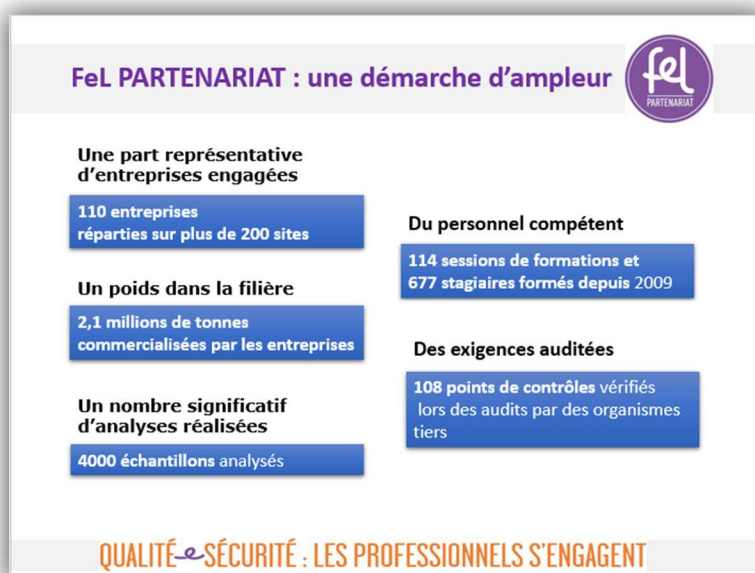 FeL PARTENARIAT : une démarche d'ampleur
fel
PARTENARIAT
Une part représentative
d'entreprises engagées
110 entreprises
réparties sur plus de 200 sites
Un poids dans la filière
2,1 millions de tonnes
commercialisées par les entreprises
Un nombre significatif
d'analyses réalisées
4000 échantillons analysés
Du personnel compétent
114 sessions de formations et
677 stagiaires formés depuis 2009
Des exigences auditées
108 points de contrôles vérifiés
lors des audits par des organismes
tiers
QUALITÉ e SÉCURITÉ : LES PROFESSIONNELS S'ENGAGENT